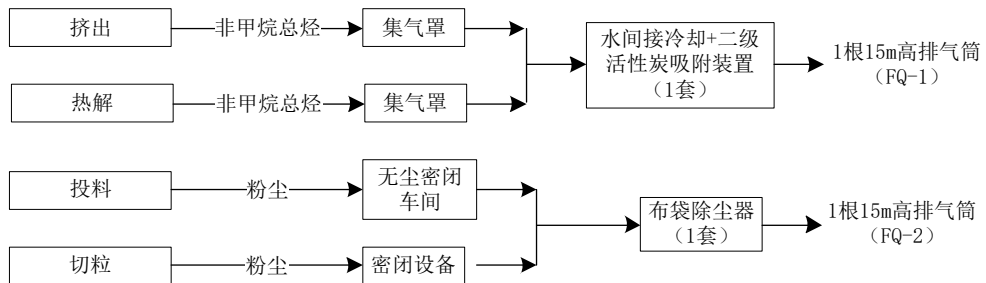 挤出
非甲烷总烃
集气罩
热解
非甲烷总烃
集气罩
水间接冷却+二级
活性炭吸附装置
（1套）
1根15m高排气筒
（FQ-1）
投料
粉尘
无尘密闭
车间
切粒
粉尘
密闭设备
布袋除尘器
（1套）
1根15m高排气筒
（FQ-2）